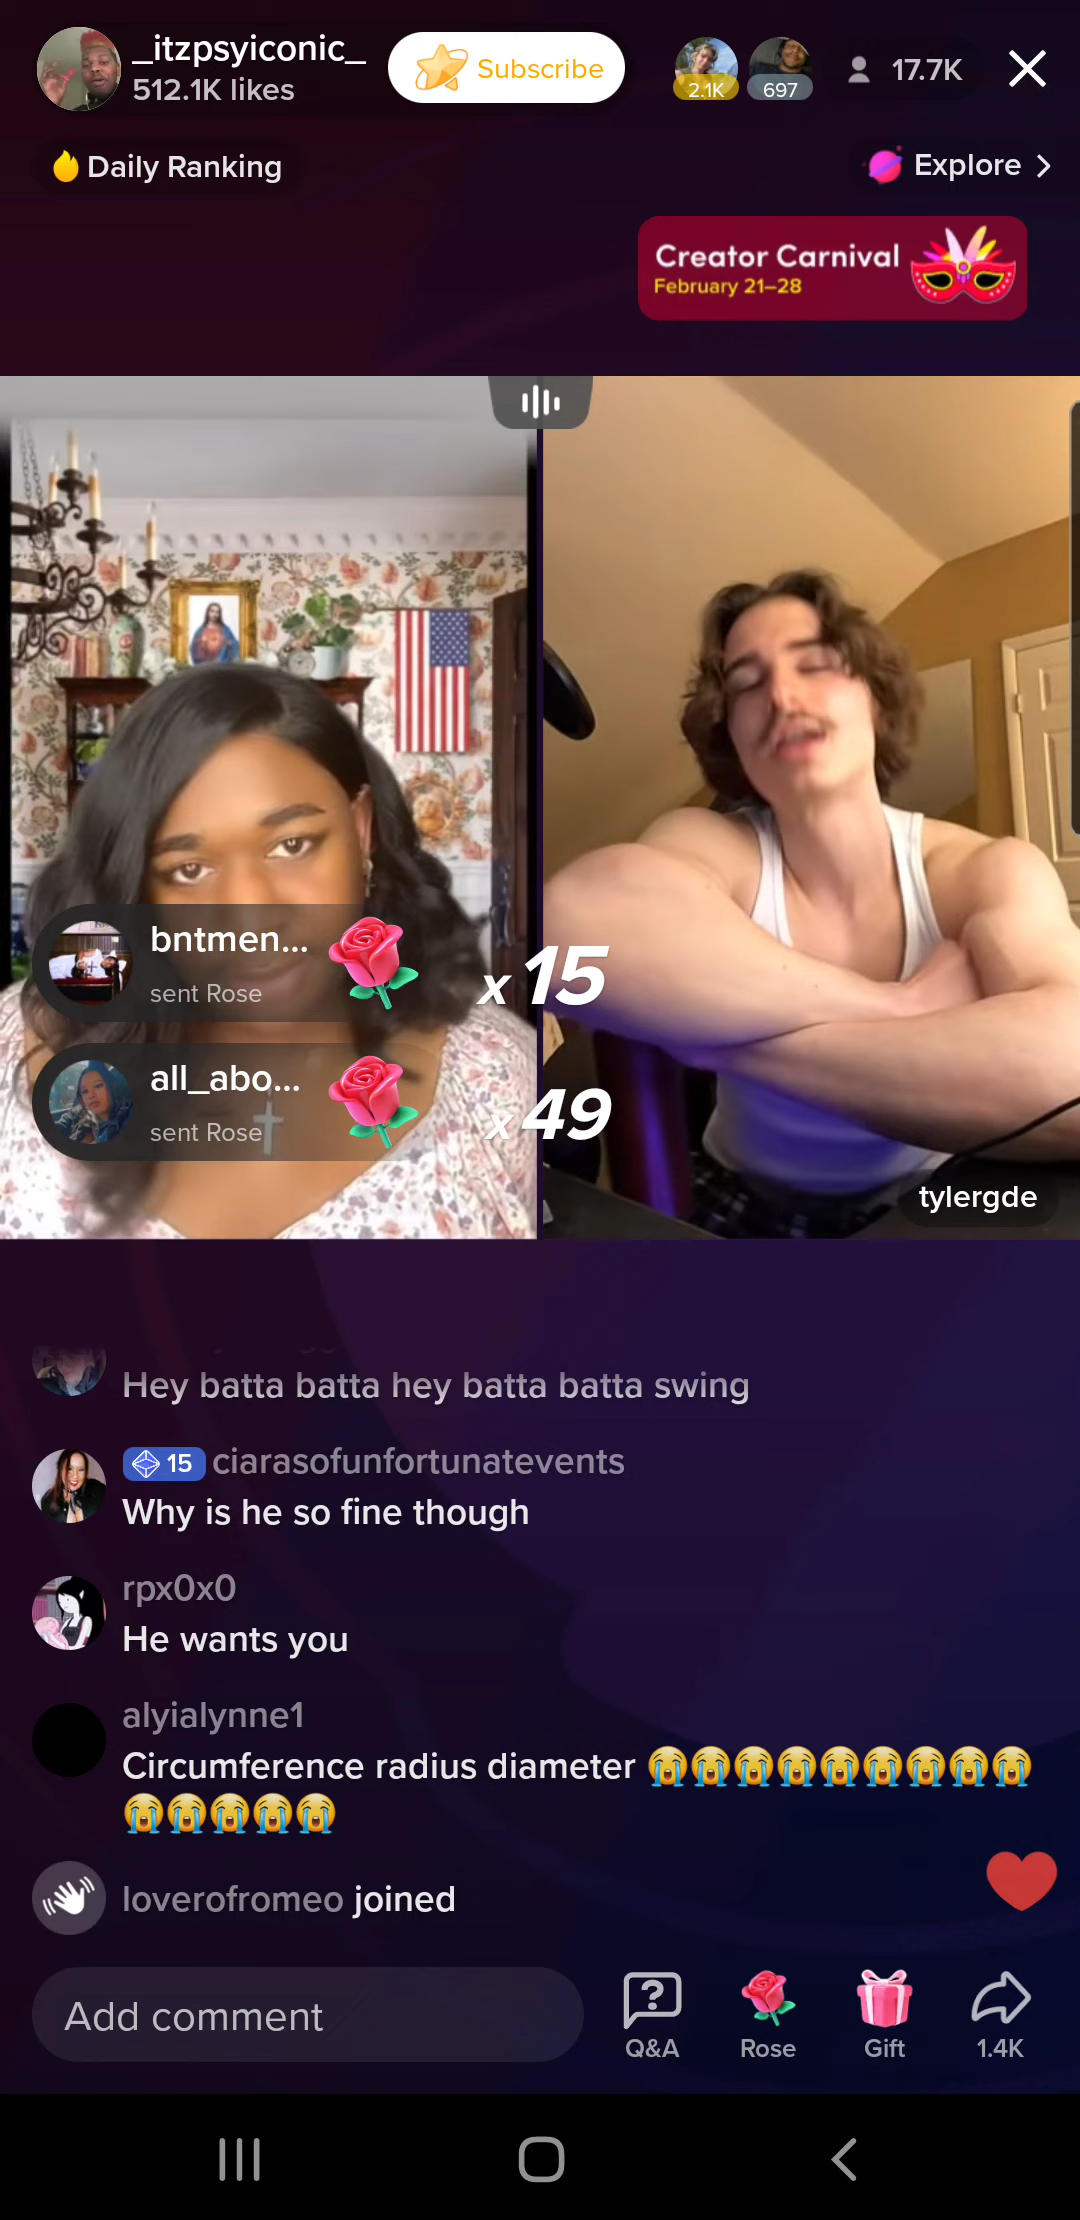 _itzpsyiconic_
512.1K likes
Subscribe
2.1K
697
17.7K
Daily Ranking
Explore
Creator Carnival
February 21–28
bntmen...
sent Rose
x 15
all_abo...
sent Rose
x 49
tylergde
Hey batta batta hey batta batta swing
15 ciarasofunfortunatevents
Why is he so fine though
rpx0x0
He wants you
alyialynne1
Circumference radius diameter 😭😭😭😭😭😭😭😭😭
😭😭😭😭😭
loverofromeo joined
Add comment
Q&A
Rose
Gift
1.4K